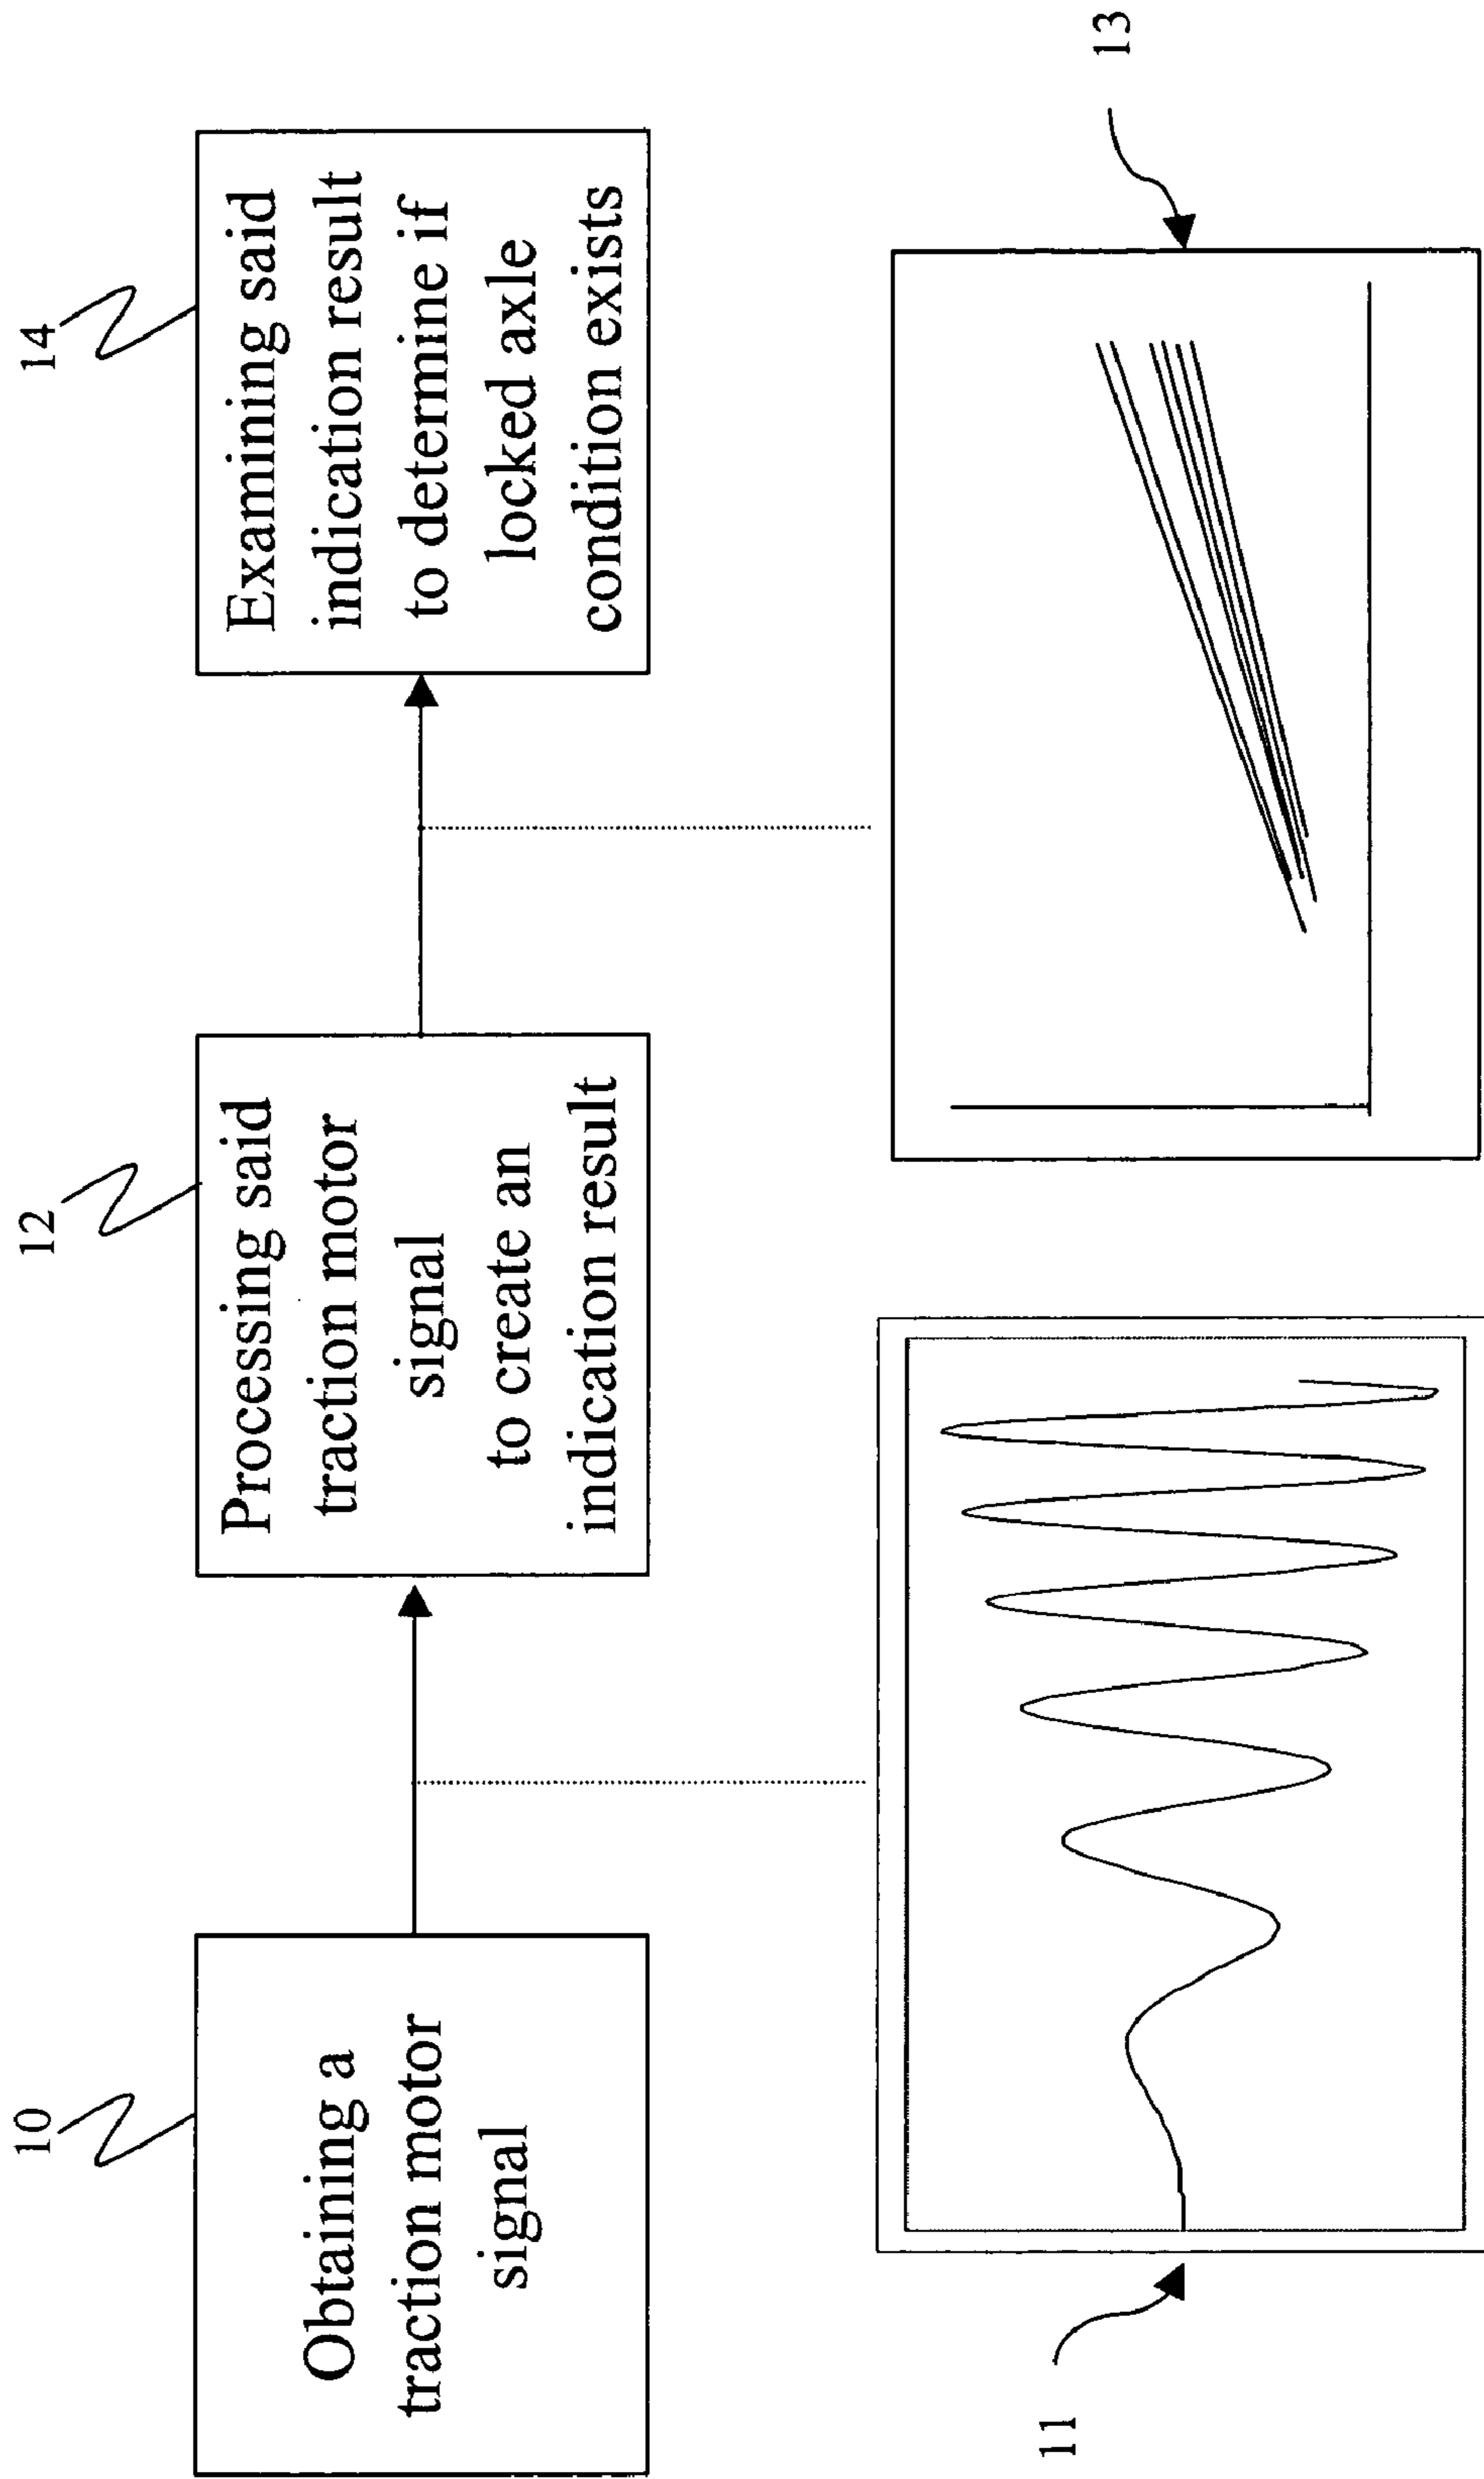 10
Obtaining a
traction motor
signal
12
Processing said
traction motor
signal
to create an
indication result
14
Examining said
indication result
to determine if
locked axle
condition exists
11
13